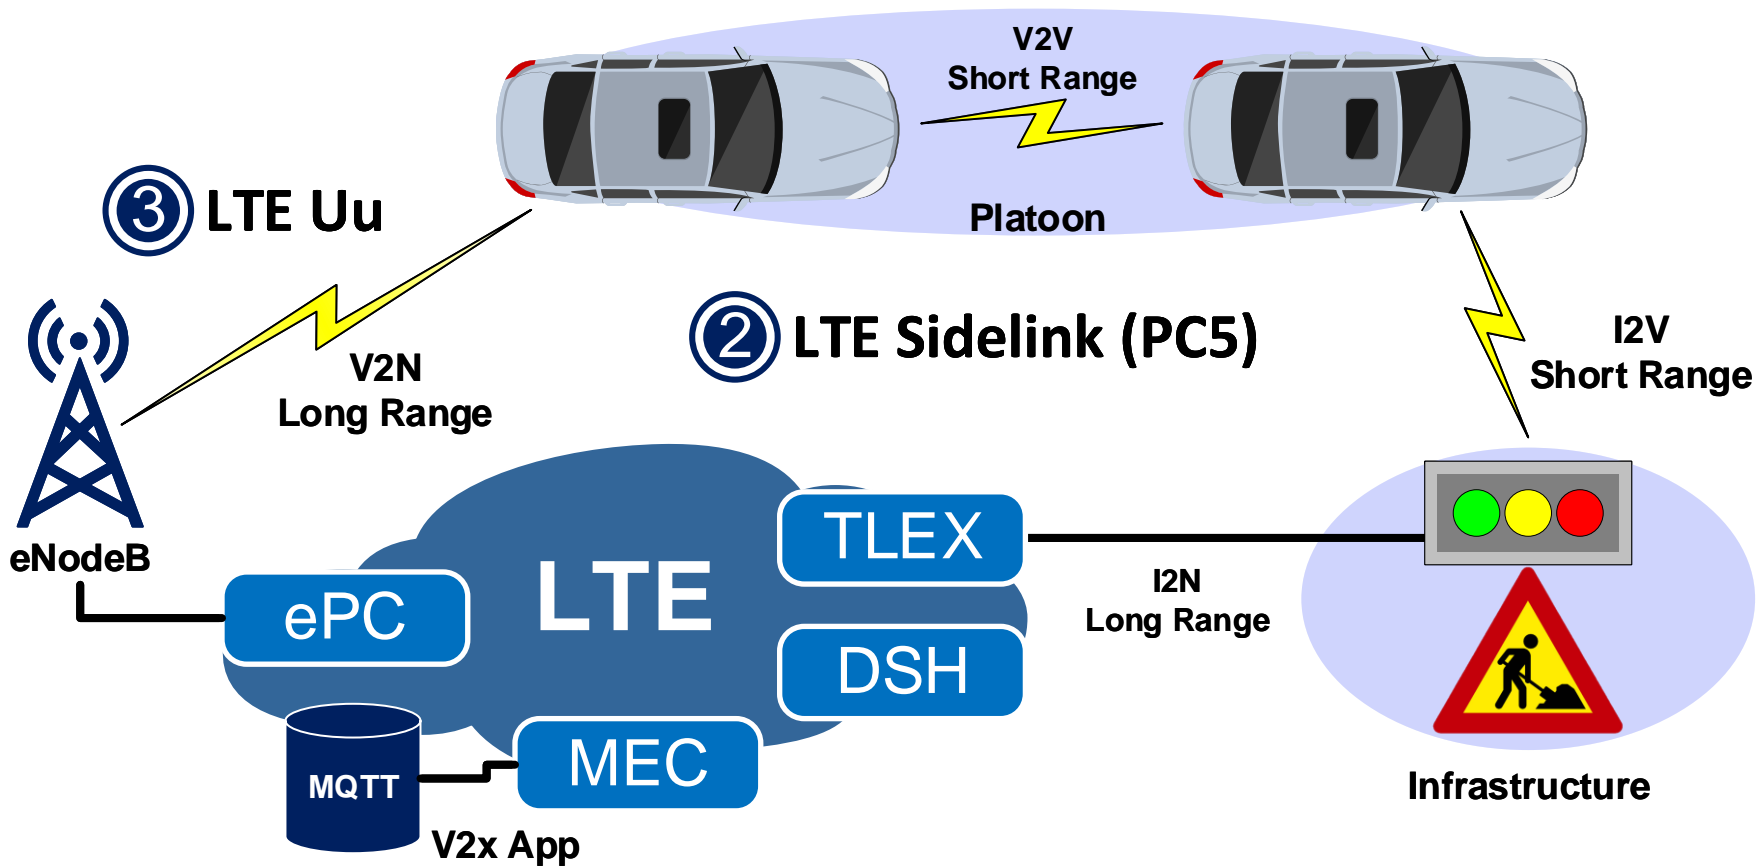 V2V
Short Range
Platoon
3 LTE Uu
2 LTE Sidelink (PC5)
V2N
Long Range
I2V
Short Range
eNodeB
ePC
LTE
TLEX
DSH
MEC
MQTT
V2x App
I2N
Long Range
Infrastructure